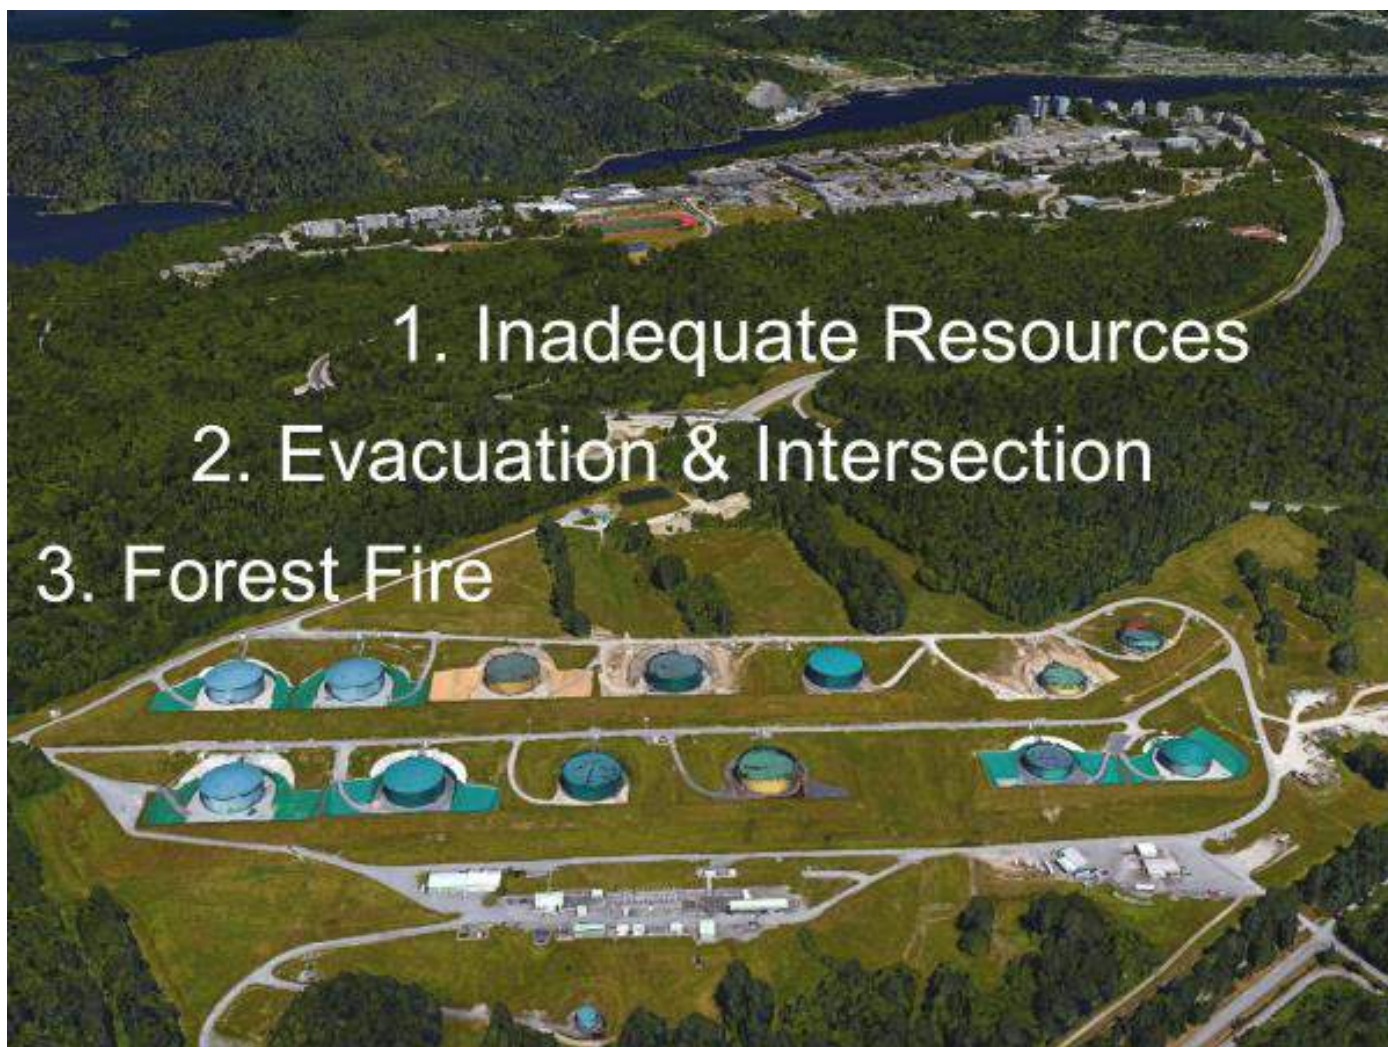 1. Inadequate Resources
2. Evacuation & Intersection
3. Forest Fire